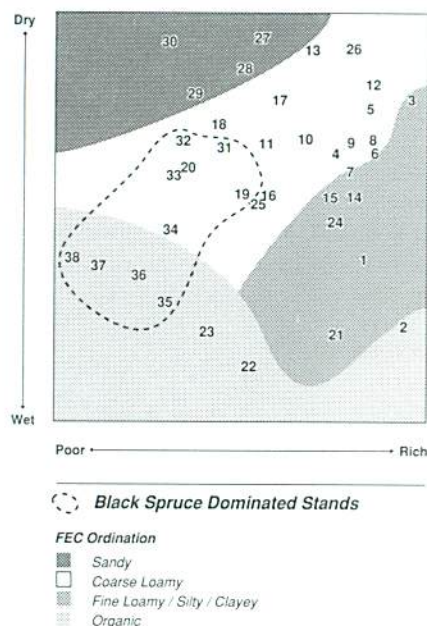 Dry
30 27
13 26
28
12
29 17 5 3
18
32 31 11 10 9 8
4 6
33 20 7
19 16 15 14
25
34 24
38 37 1
36
35
23 21 2
22
Wet
Poor Rich
Black Spruce Dominated Stands
FEC Ordination
Sandy
Coarse Loamy
Fine Loamy / Silty / Clayey
Organic